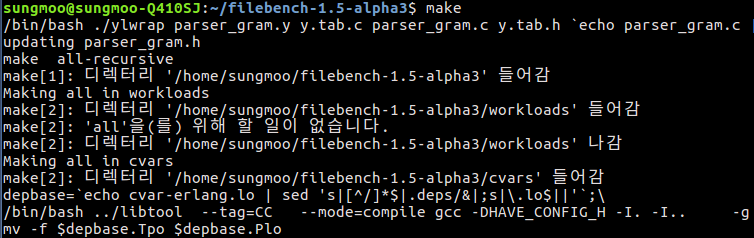 sungmoo@sungmoo-Q410SJ:~/filebench-1.5-alpha3$ make
/bin/bash ./ylwrap parser_gram.y y.tab.c parser_gram.c y.tab.h `echo parser_gram.c |
updating parser_gram.h
make  all-recursive
make[1]: 디렉터리 '/home/sungmoo/filebench-1.5-alpha3' 들어감
Making all in workloads
make[2]: 디렉터리 '/home/sungmoo/filebench-1.5-alpha3/workloads' 들어감
make[2]: 'all'을(를) 위해 할 일이 없습니다.
make[2]: 디렉터리 '/home/sungmoo/filebench-1.5-alpha3/workloads' 나감
Making all in cvars
make[2]: 디렉터리 '/home/sungmoo/filebench-1.5-alpha3/cvars' 들어감
depbase=`echo cvar-erlang.lo | sed 's|[^/]*$|.deps/&|;s|\.lo$||'`;\
/bin/bash ../libtool  --tag=CC   --mode=compile gcc -DHAVE_CONFIG_H -I. -I..     -g
mv -f $depbase.Tpo $depbase.Plo